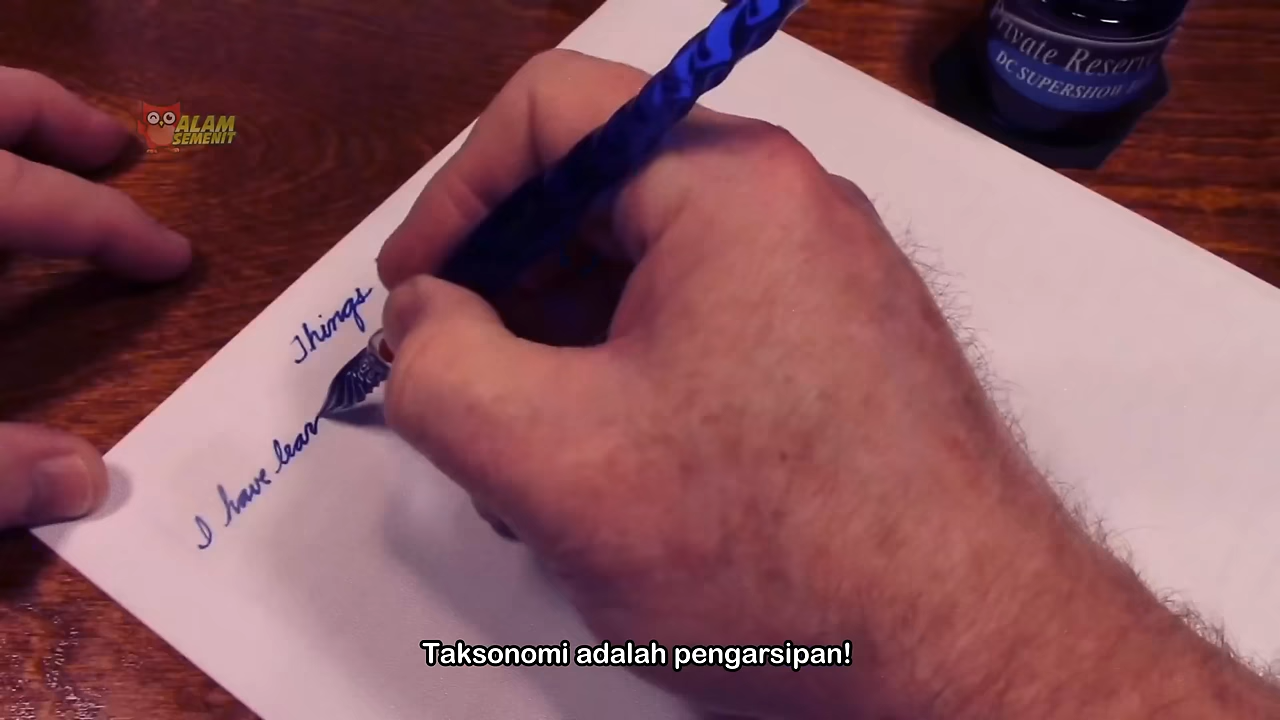 ALAM
SEMENIT
Private Reserve
DC SUPERSHOW
Things
I have lear
Taksonomi adalah pengarsipan!